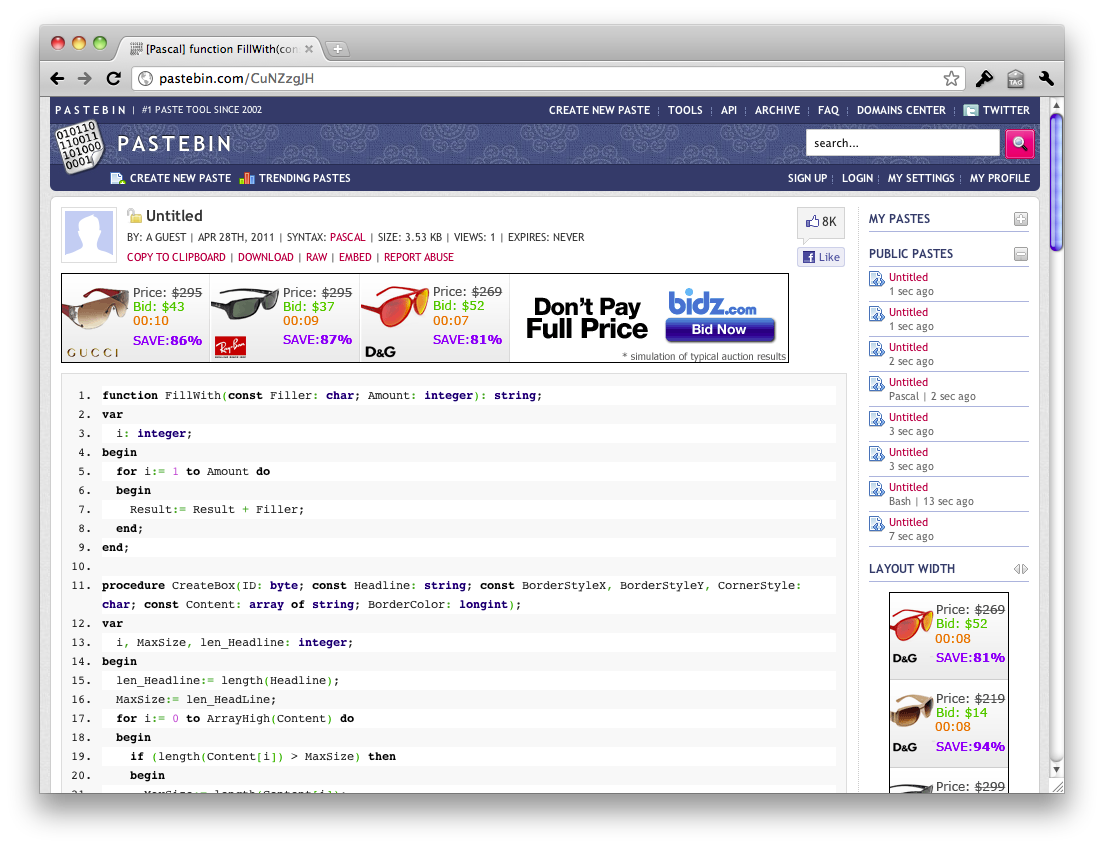 [Pascal] function FillWith(con
pastebin.com/CuNZzgJH
TAG
PASTEBIN | #1 PASTE TOOL SINCE 2002
CREATE NEW PASTE TOOLS API ARCHIVE FAQ DOMAINS CENTER TWITTER
010110
110011
101000
0001
PASTEBIN
search...
CREATE NEW PASTE TRENDING PASTES
SIGN UP LOGIN MY SETTINGS MY PROFILE
Untitled
BY: A GUEST | APR 28TH, 2011 | SYNTAX: PASCAL | SIZE: 3.53 KB | VIEWS: 1 | EXPIRES: NEVER
COPY TO CLIPBOARD | DOWNLOAD | RAW | EMBED | REPORT ABUSE
8K
Like
Price: $295
Bid: $43
00:10
SAVE:86%
GUCCI
Price: $295
Bid: $37
00:09
SAVE:87%
Ray-Ban
Price: $269
Bid: $52
00:07
SAVE:81%
D&G
Don't Pay
Full Price
bidz.com
Bid Now
* simulation of typical auction results
1. function FillWith(const Filler: char; Amount: integer): string;
2. var
3. i: integer;
4. begin
5. for i:= 1 to Amount do
6. begin
7. Result:= Result + Filler;
8. end;
9. end;
10.
11. procedure CreateBox(ID: byte; const Headline: string; const BorderStyleX, BorderStyleY, CornerStyle:
char; const Content: array of string; BorderColor: longint);
12. var
13. i, MaxSize, len_Headline: integer;
14. begin
15. len_Headline:= length(Headline);
16. MaxSize:= len_HeadLine;
17. for i:= 0 to ArrayHigh(Content) do
18. begin
19. if (length(Content[i]) > MaxSize) then
20. begin
21. MaxSize:= length(Content[i]);
MY PASTES
PUBLIC PASTES
Untitled
1 sec ago
Untitled
1 sec ago
Untitled
2 sec ago
Untitled
Pascal | 2 sec ago
Untitled
3 sec ago
Untitled
3 sec ago
Untitled
Bash | 13 sec ago
Untitled
7 sec ago
LAYOUT WIDTH
Price: $269
Bid: $52
00:08
D&G SAVE:81%
Price: $219
Bid: $14
00:08
D&G SAVE:94%
Price: $299